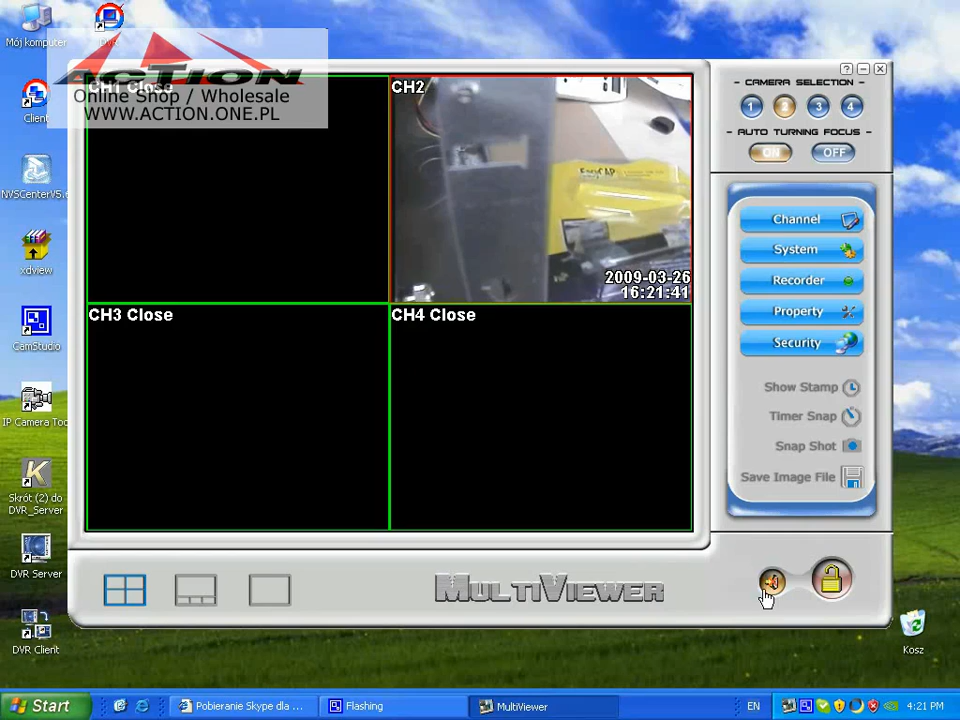 Mój komputer
ACTION
Online Shop / Wholesale
WWW.ACTION.ONE.PL
Client
NVSCenterV5.
xdview
CamStudio
IP Camera Too
Skrót (2) do
DVR_Server
DVR Server
DVR Client
CH1 Close
CH2
2009-03-26
16:21:41
CH3 Close
CH4 Close
- CAMERA SELECTION -
1 2 3 4
- AUTO TURNING FOCUS -
ON OFF
Channel
System
Recorder
Property
Security
Show Stamp
Timer Snap
Snap Shot
Save Image File
MULTIVIEWER
Kosz
Start
Pobieranie Skype dla ...
Flashing
MultiViewer
EN
4:21 PM